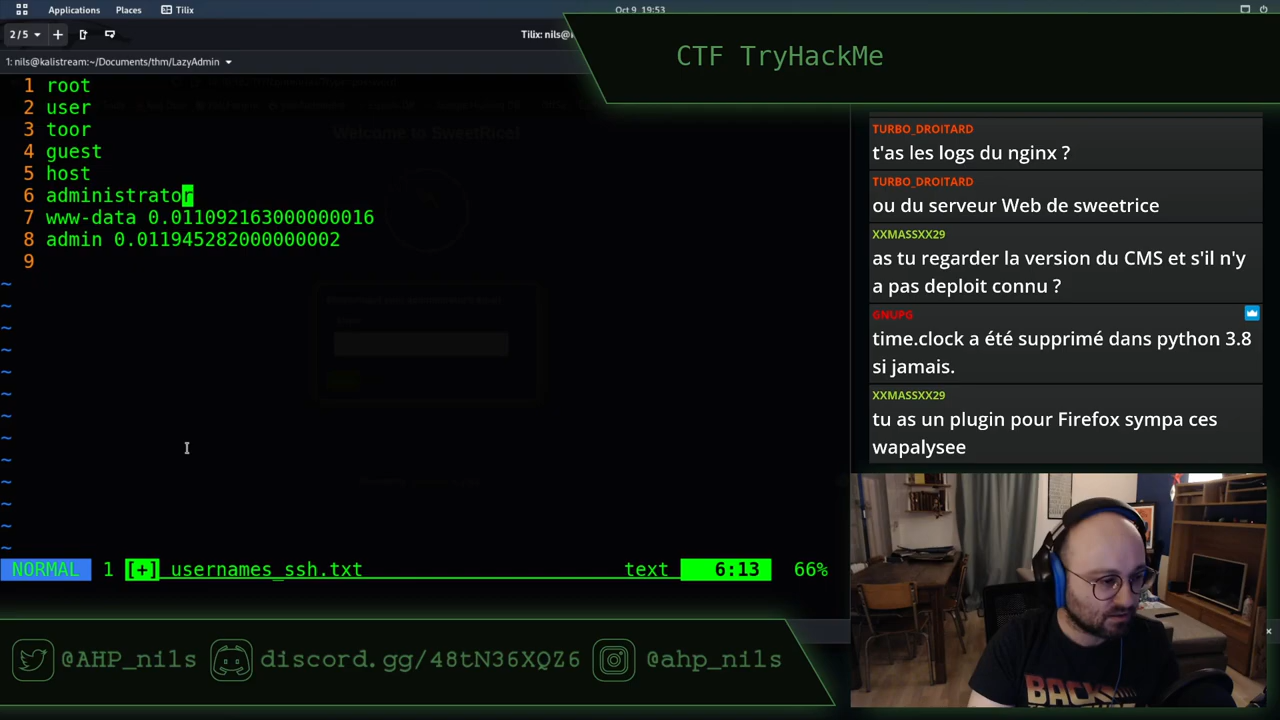 Applications Places Tilix
Oct 9 19:53
2/5
Tilix: nils@
CTF TryHackMe
1: nils@kalistream:~/Documents/thm/LazyAdmin
1 root
2 user
3 toor
4 guest
5 host
6 administrator
7 www-data 0.011092163000000016
8 admin 0.011945282000000002
9
~
~
~
~
~
~
~
~
~
~
~
~
~
NORMAL 1 [+] usernames_ssh.txt text 6:13 66%
Welcome to SweetRice!
TURBO_DROITARD
t'as les logs du nginx ?
TURBO_DROITARD
ou du serveur Web de sweetrice
XXMASSXX29
as tu regarder la version du CMS et s'il n'y
a pas deploit connu ?
GNUPG
time.clock a été supprimé dans python 3.8
si jamais.
XXMASSXX29
tu as un plugin pour Firefox sympa ces
wapalysee
BACK
@AHP_nils discord.gg/48tN36XQZ6 @ahp_nils